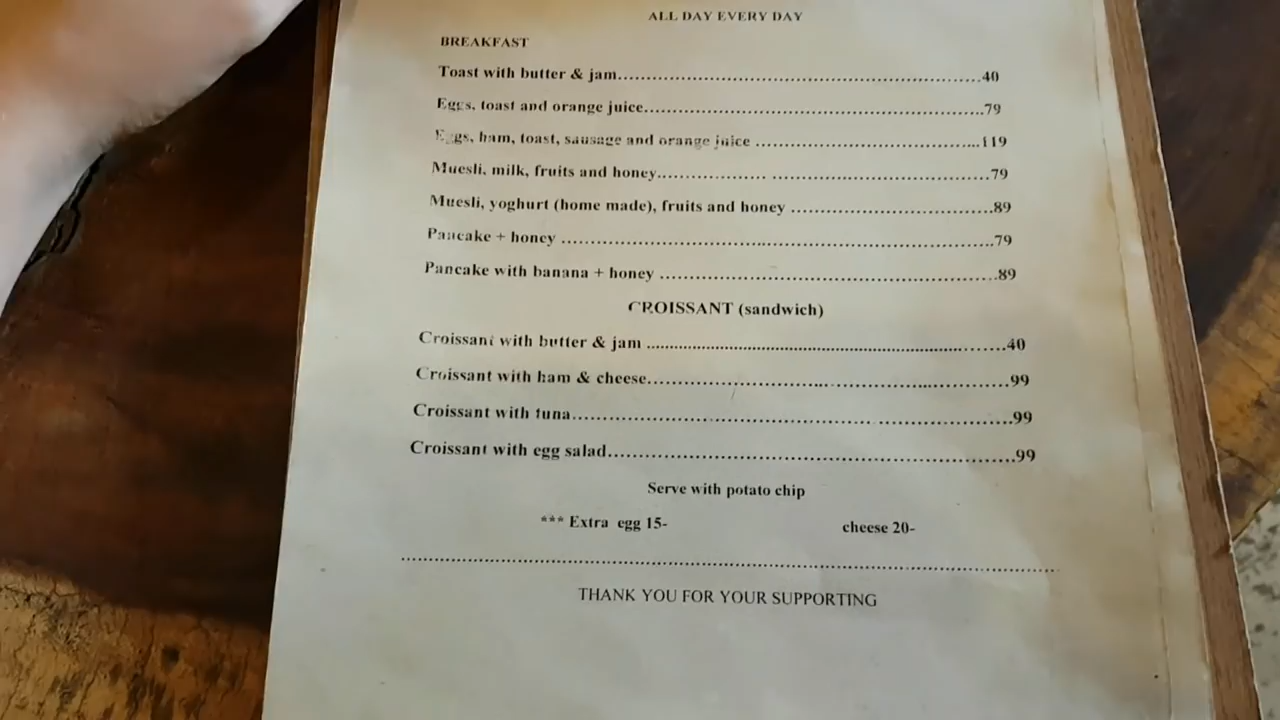 ALL DAY EVERY DAY
BREAKFAST
Toast with butter & jam..........................................................40
Eggs, toast and orange juice......................................................79
Eggs, ham, toast, sausage and orange juice ...................................119
Muesli, milk, fruits and honey.....................................................79
Muesli, yoghurt (home made), fruits and honey ................................89
Pancake + honey ....................................................................79
Pancake with banana + honey .....................................................89
CROISSANT (sandwich)
Croissant with butter & jam ........................................................40
Croissant with ham & cheese......................................................99
Croissant with tuna..................................................................99
Croissant with egg salad............................................................99
Serve with potato chip
*** Extra egg 15- cheese 20-
....................................................................................................
THANK YOU FOR YOUR SUPPORTING